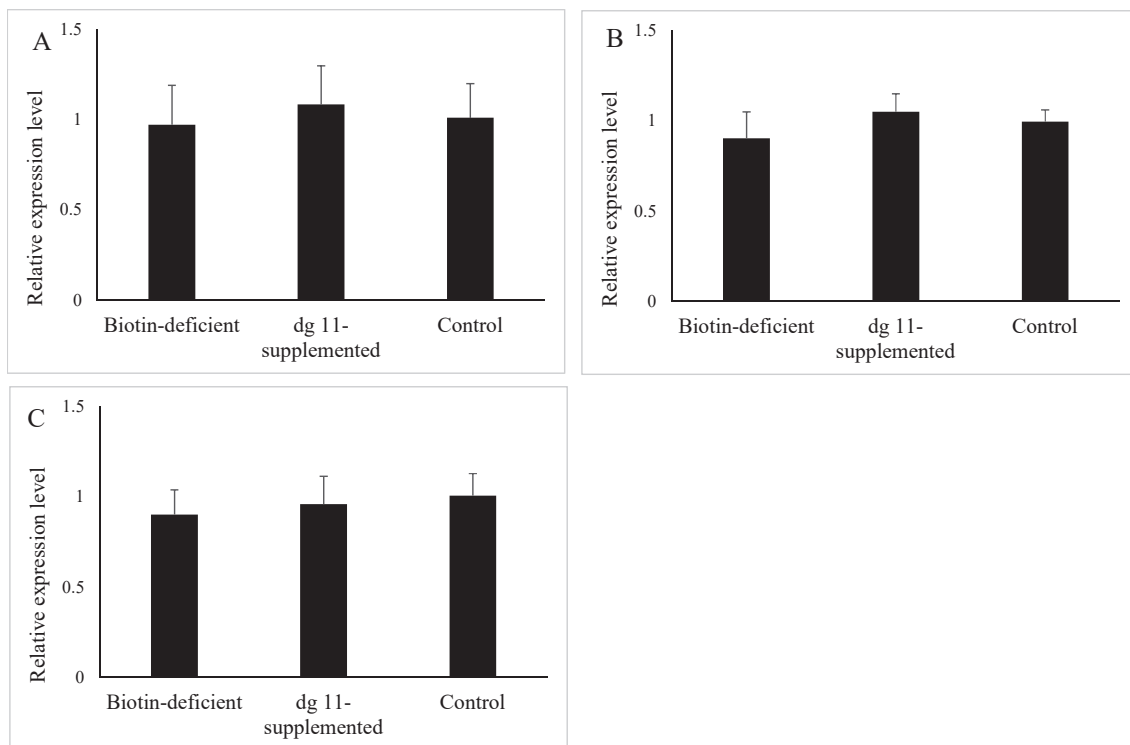 A
Relative expression level
1.5
1
0.5
0
Biotin-deficient
dg 11-
supplemented
Control
B
Relative expression level
1.5
1
0.5
0
Biotin-deficient
dg 11-
supplemented
Control
C
Relative expression level
1.5
1
0.5
0
Biotin-deficient
dg 11-
supplemented
Control